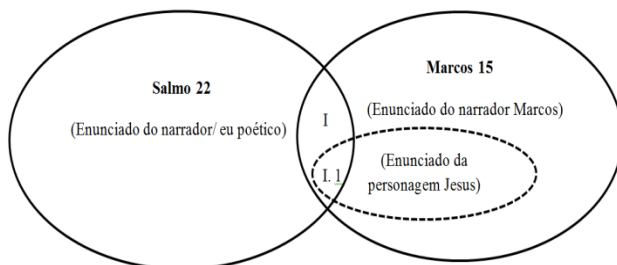 Salmo 22
(Enunciado do narrador/ eu poético)
I
I. 1
Marcos 15
(Enunciado do narrador Marcos)
(Enunciado da
personagem Jesus)